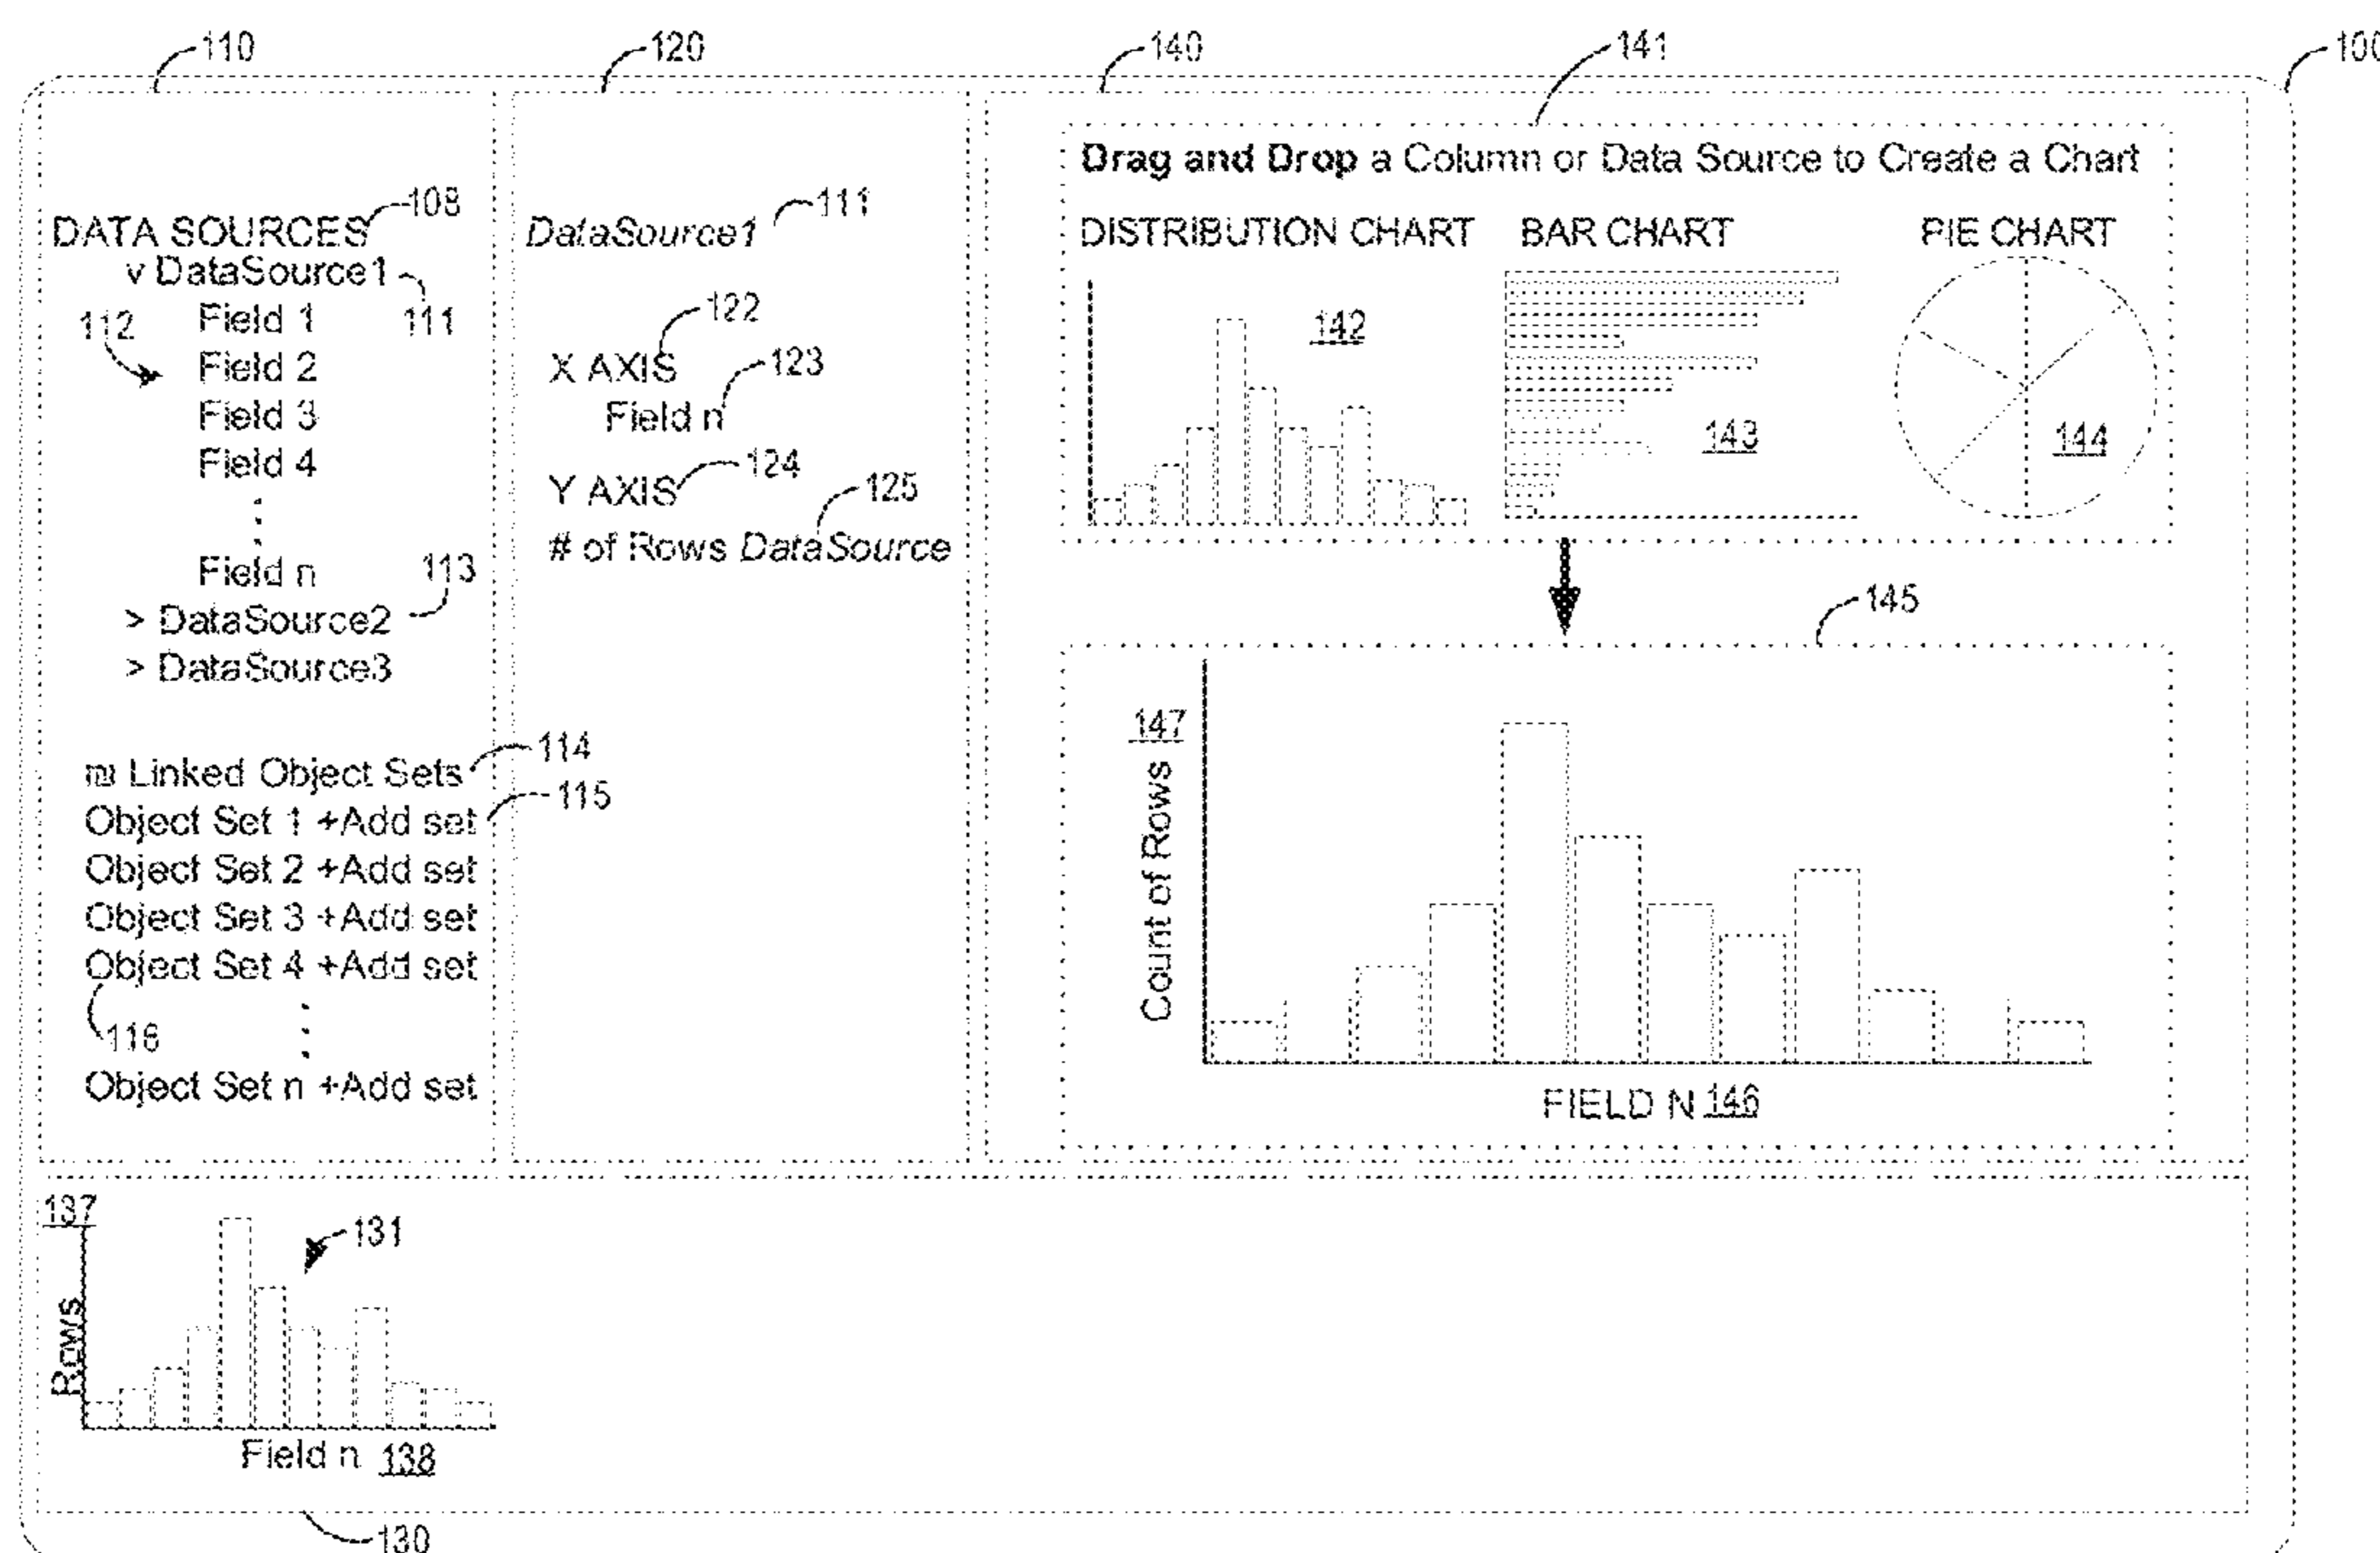 110
120
140
141
100
DATA SOURCES 108
v DataSource1
111
112
Field 1
Field 2
Field 3
Field 4
Field n
113
> DataSource2
> DataSource3
Linked Object Sets 114
Object Set 1 +Add set 115
Object Set 2 +Add set
Object Set 3 +Add set
Object Set 4 +Add set
116
Object Set n +Add set
DataSource1 111
122
X AXIS
123
Field n
Y AXIS 124
125
# of Rows DataSource
Drag and Drop a Column or Data Source to Create a Chart
DISTRIBUTION CHART BAR CHART PIE CHART
142
143
144
145
147
Count of Rows
FIELD N 146
137
131
Rows
Field n 138
130